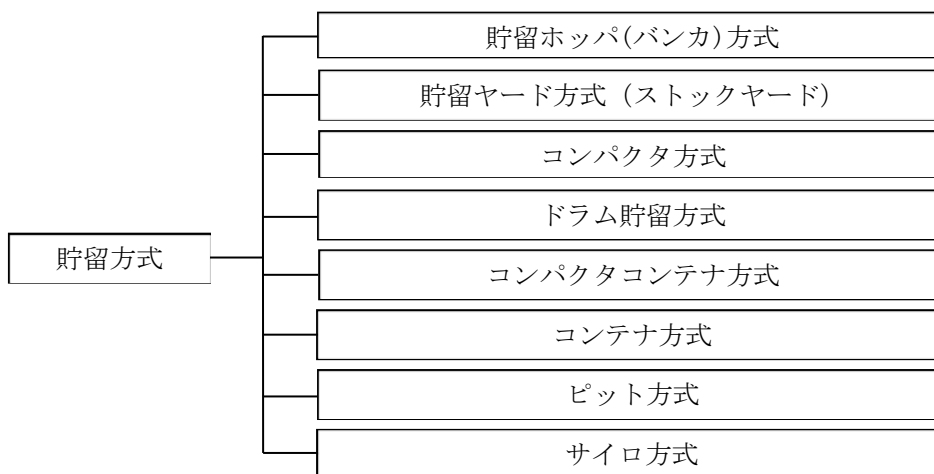 貯留ホッパ(バンカ)方式
貯留ヤード方式（ストックヤード）
コンパクタ方式
ドラム貯留方式
貯留方式
コンパクタコンテナ方式
コンテナ方式
ピット方式
サイロ方式